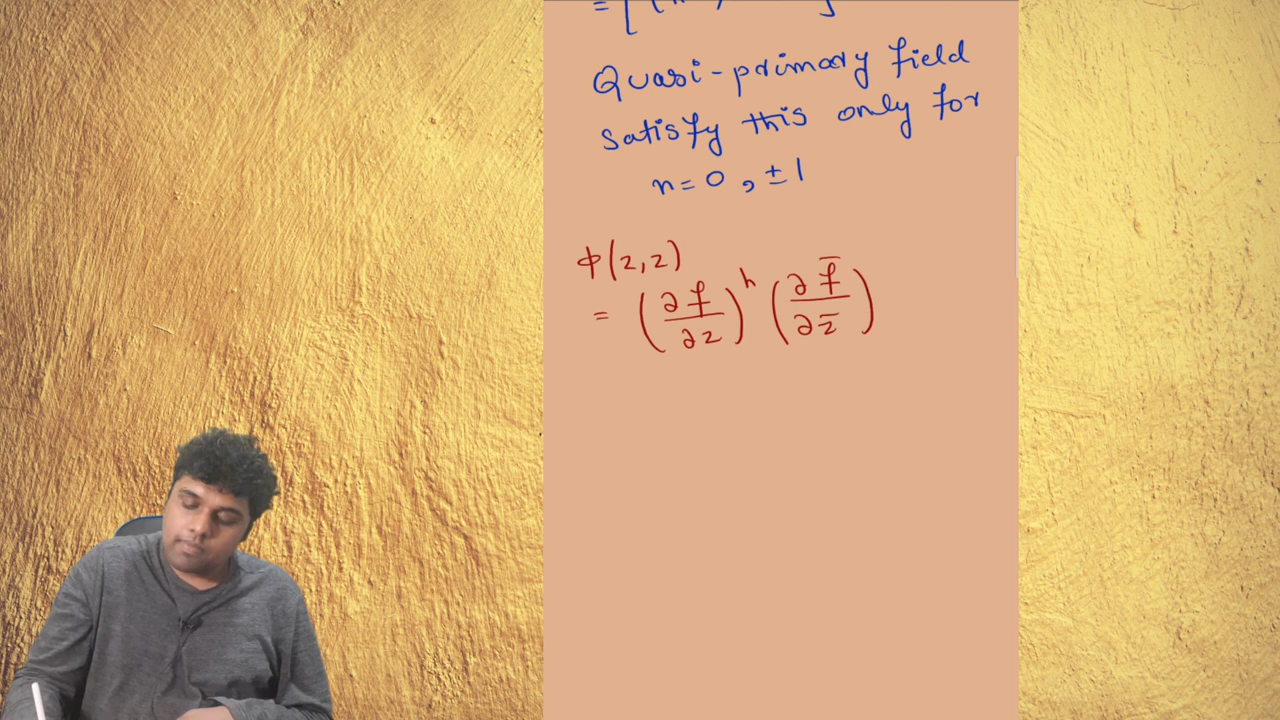 Quasi-primary field
satisfy this only for
n=0, ±1
φ(z,z)
= (∂f/∂z)^h (∂f̄/∂z̄)